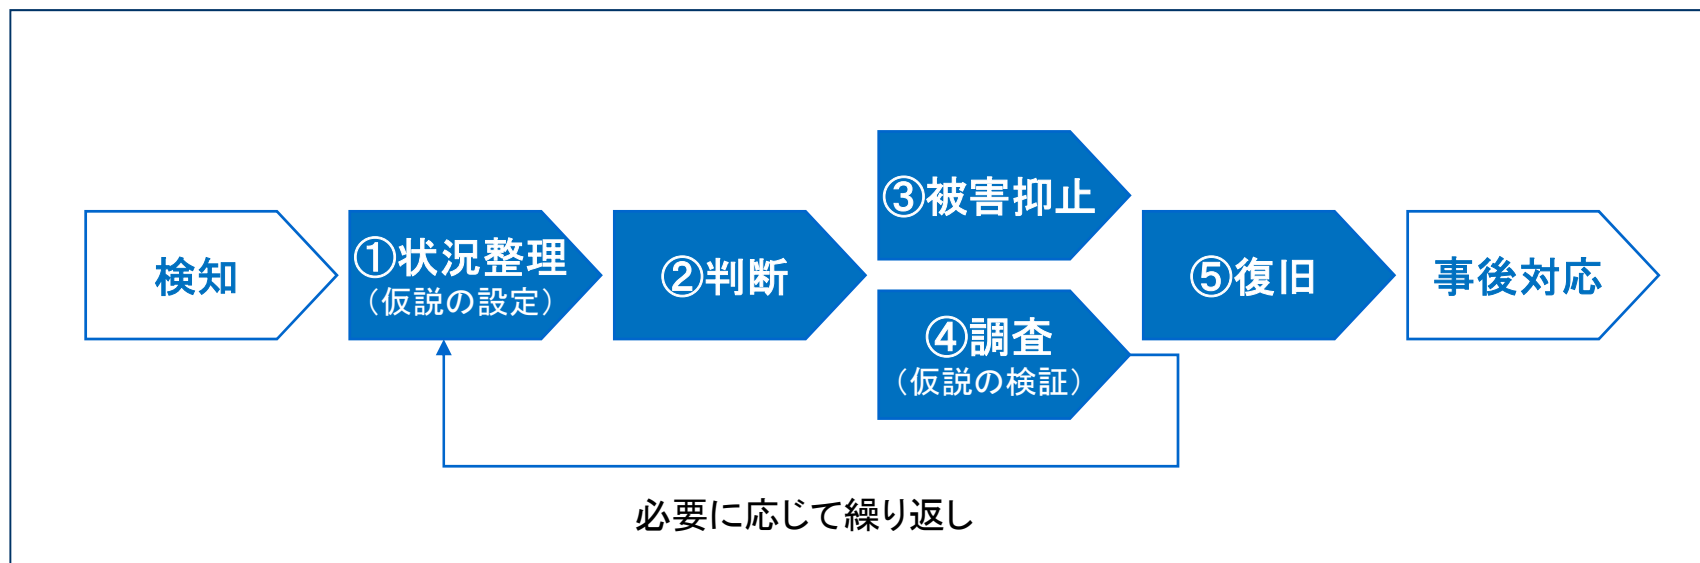 検知
①状況整理
（仮説の設定）
②判断
③被害抑止
④調査
（仮説の検証）
⑤復旧
事後対応
必要に応じて繰り返し